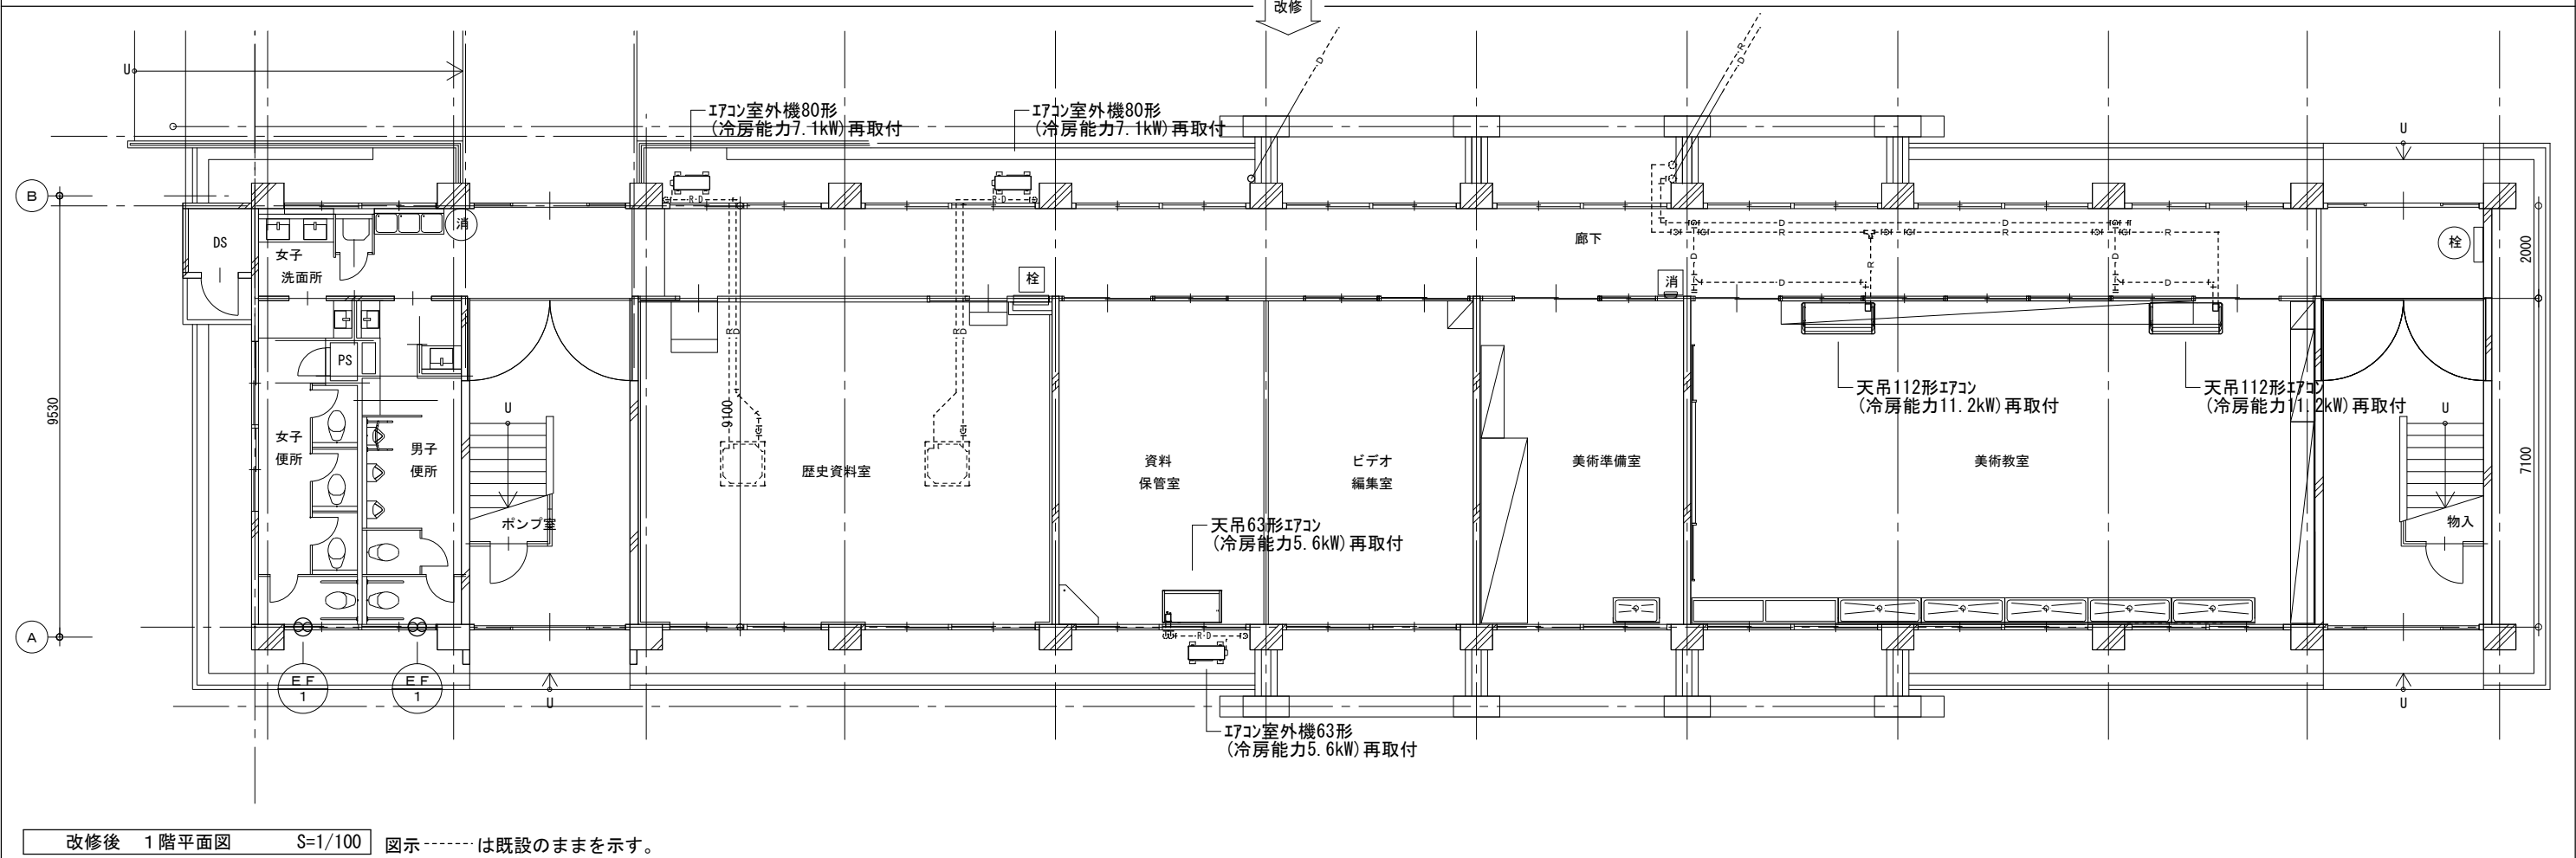 改修
U
エアコン室外機80形
(冷房能力7.1kW)再取付
エアコン室外機80形
(冷房能力7.1kW)再取付
D
R
D
U
B
R·D
R·D
消
DS
女子
洗面所
廊下
D
D
R
R
R
栓
2000
栓
消
D
R
D
D
D
PS
R
D
R
D
天吊112形エアコン
(冷房能力11.2kW)再取付
天吊112形エアコン
(冷房能力11.2kW)再取付
9530
9100
U
U
女子
便所
男子
便所
歴史資料室
資料
保管室
ビデオ
編集室
美術準備室
美術教室
7100
ポンプ室
物入
天吊63形エアコン
(冷房能力5.6kW)再取付
A
R·D
EF
1
EF
1
U
U
エアコン室外機63形
(冷房能力5.6kW)再取付
改修後 1階平面図 S=1/100
図示-------は既設のままを示す。